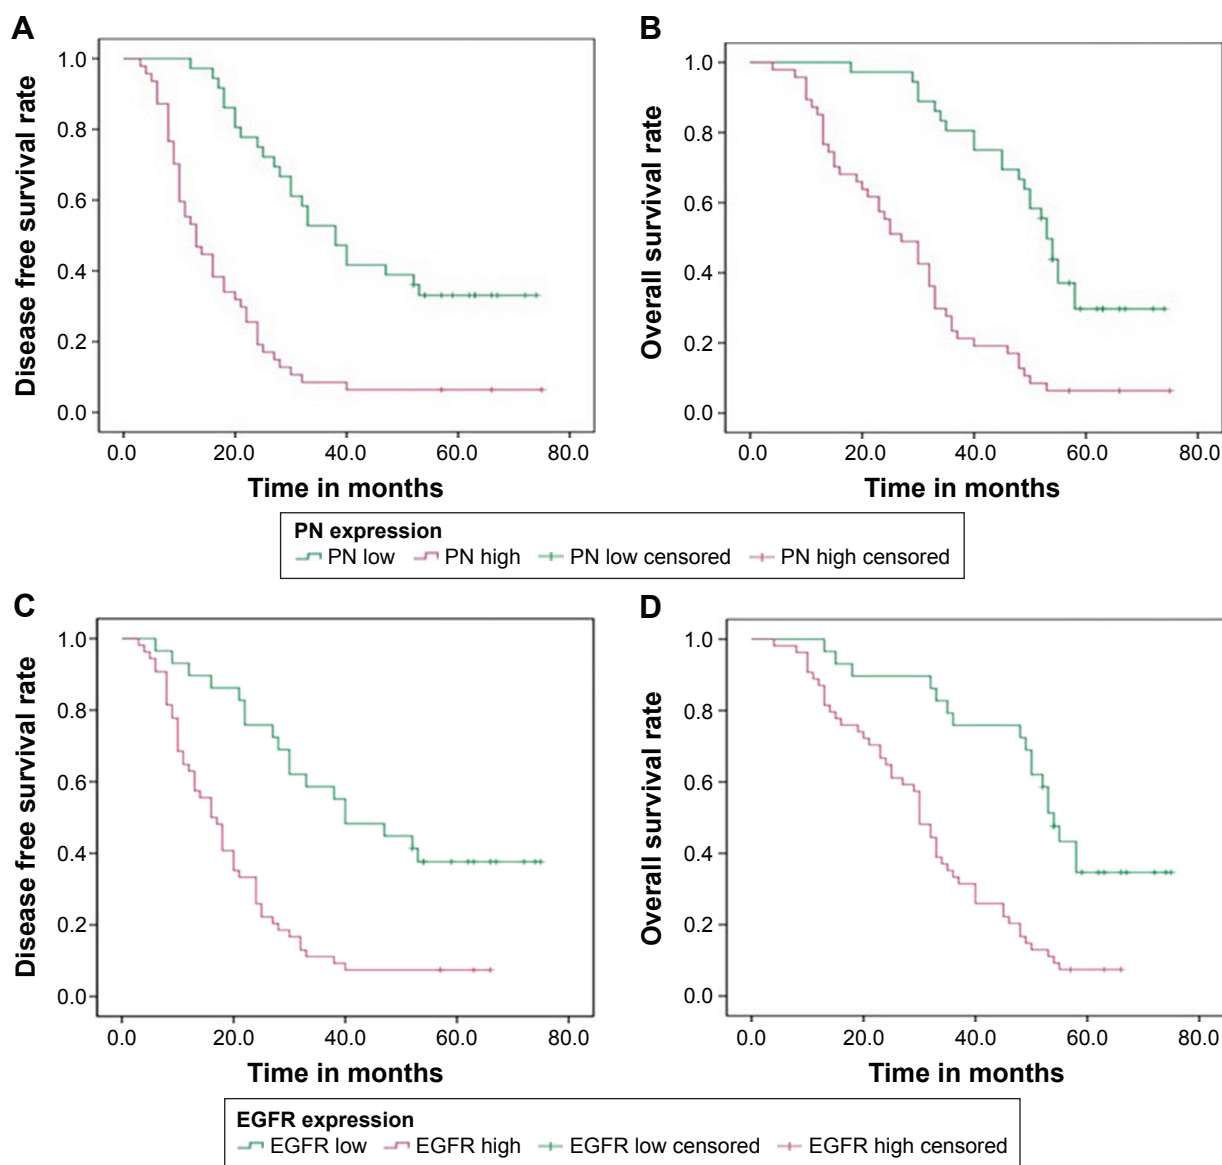 A
Disease free survival rate
1.0
0.8
0.6
0.4
0.2
0.0
0.0 20.0 40.0 60.0 80.0
Time in months
B
Overall survival rate
1.0
0.8
0.6
0.4
0.2
0.0
0.0 20.0 40.0 60.0 80.0
Time in months
PN expression
PN low PN high PN low censored PN high censored
C
Disease free survival rate
1.0
0.8
0.6
0.4
0.2
0.0
0.0 20.0 40.0 60.0 80.0
Time in months
D
Overall survival rate
1.0
0.8
0.6
0.4
0.2
0.0
0.0 20.0 40.0 60.0 80.0
Time in months
EGFR expression
EGFR low EGFR high EGFR low censored EGFR high censored